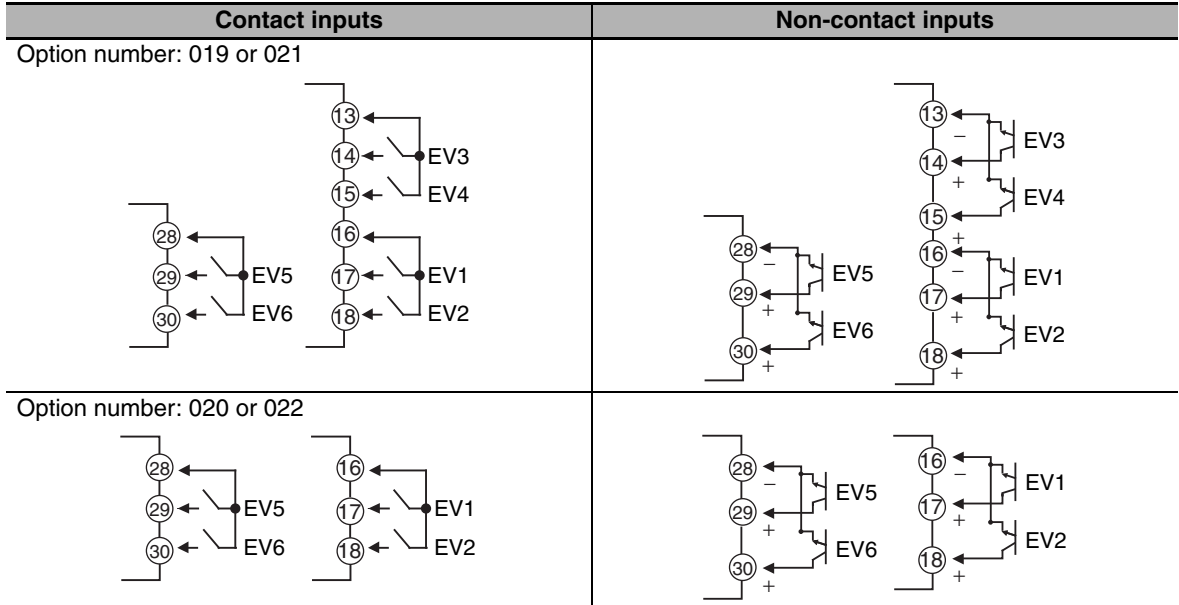 Contact inputs
Non-contact inputs
Option number: 019 or 021
28
29
30
EV5
EV6
13
14
15
16
17
18
EV3
EV4
EV1
EV2
28
−
29
+
30
+
EV5
EV6
13
−
14
+
15
+
16
−
17
+
18
+
EV3
EV4
EV1
EV2
Option number: 020 or 022
28
29
30
EV5
EV6
16
17
18
EV1
EV2
28
−
29
+
30
+
EV5
EV6
16
−
17
+
18
+
EV1
EV2